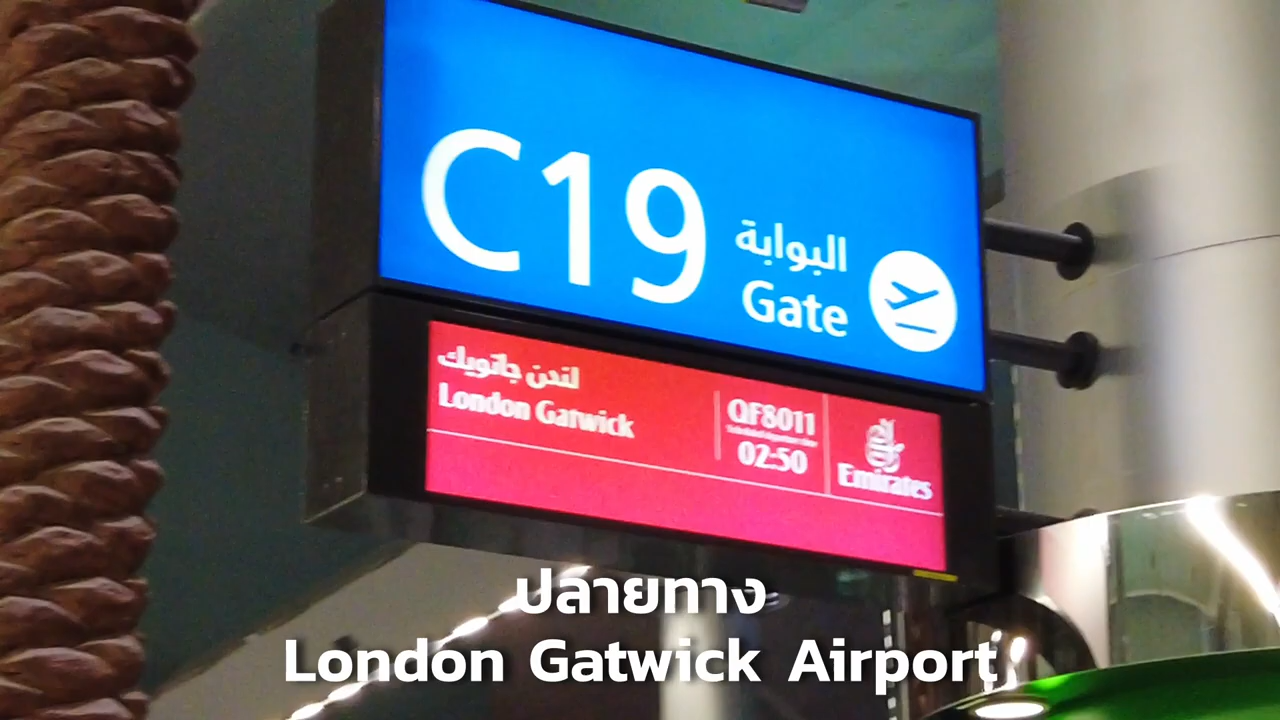 C19
البوابة
Gate
لندن جاتويك
London Gatwick
QF8011
02:50
Emirates
ปลายทาง
London Gatwick Airport